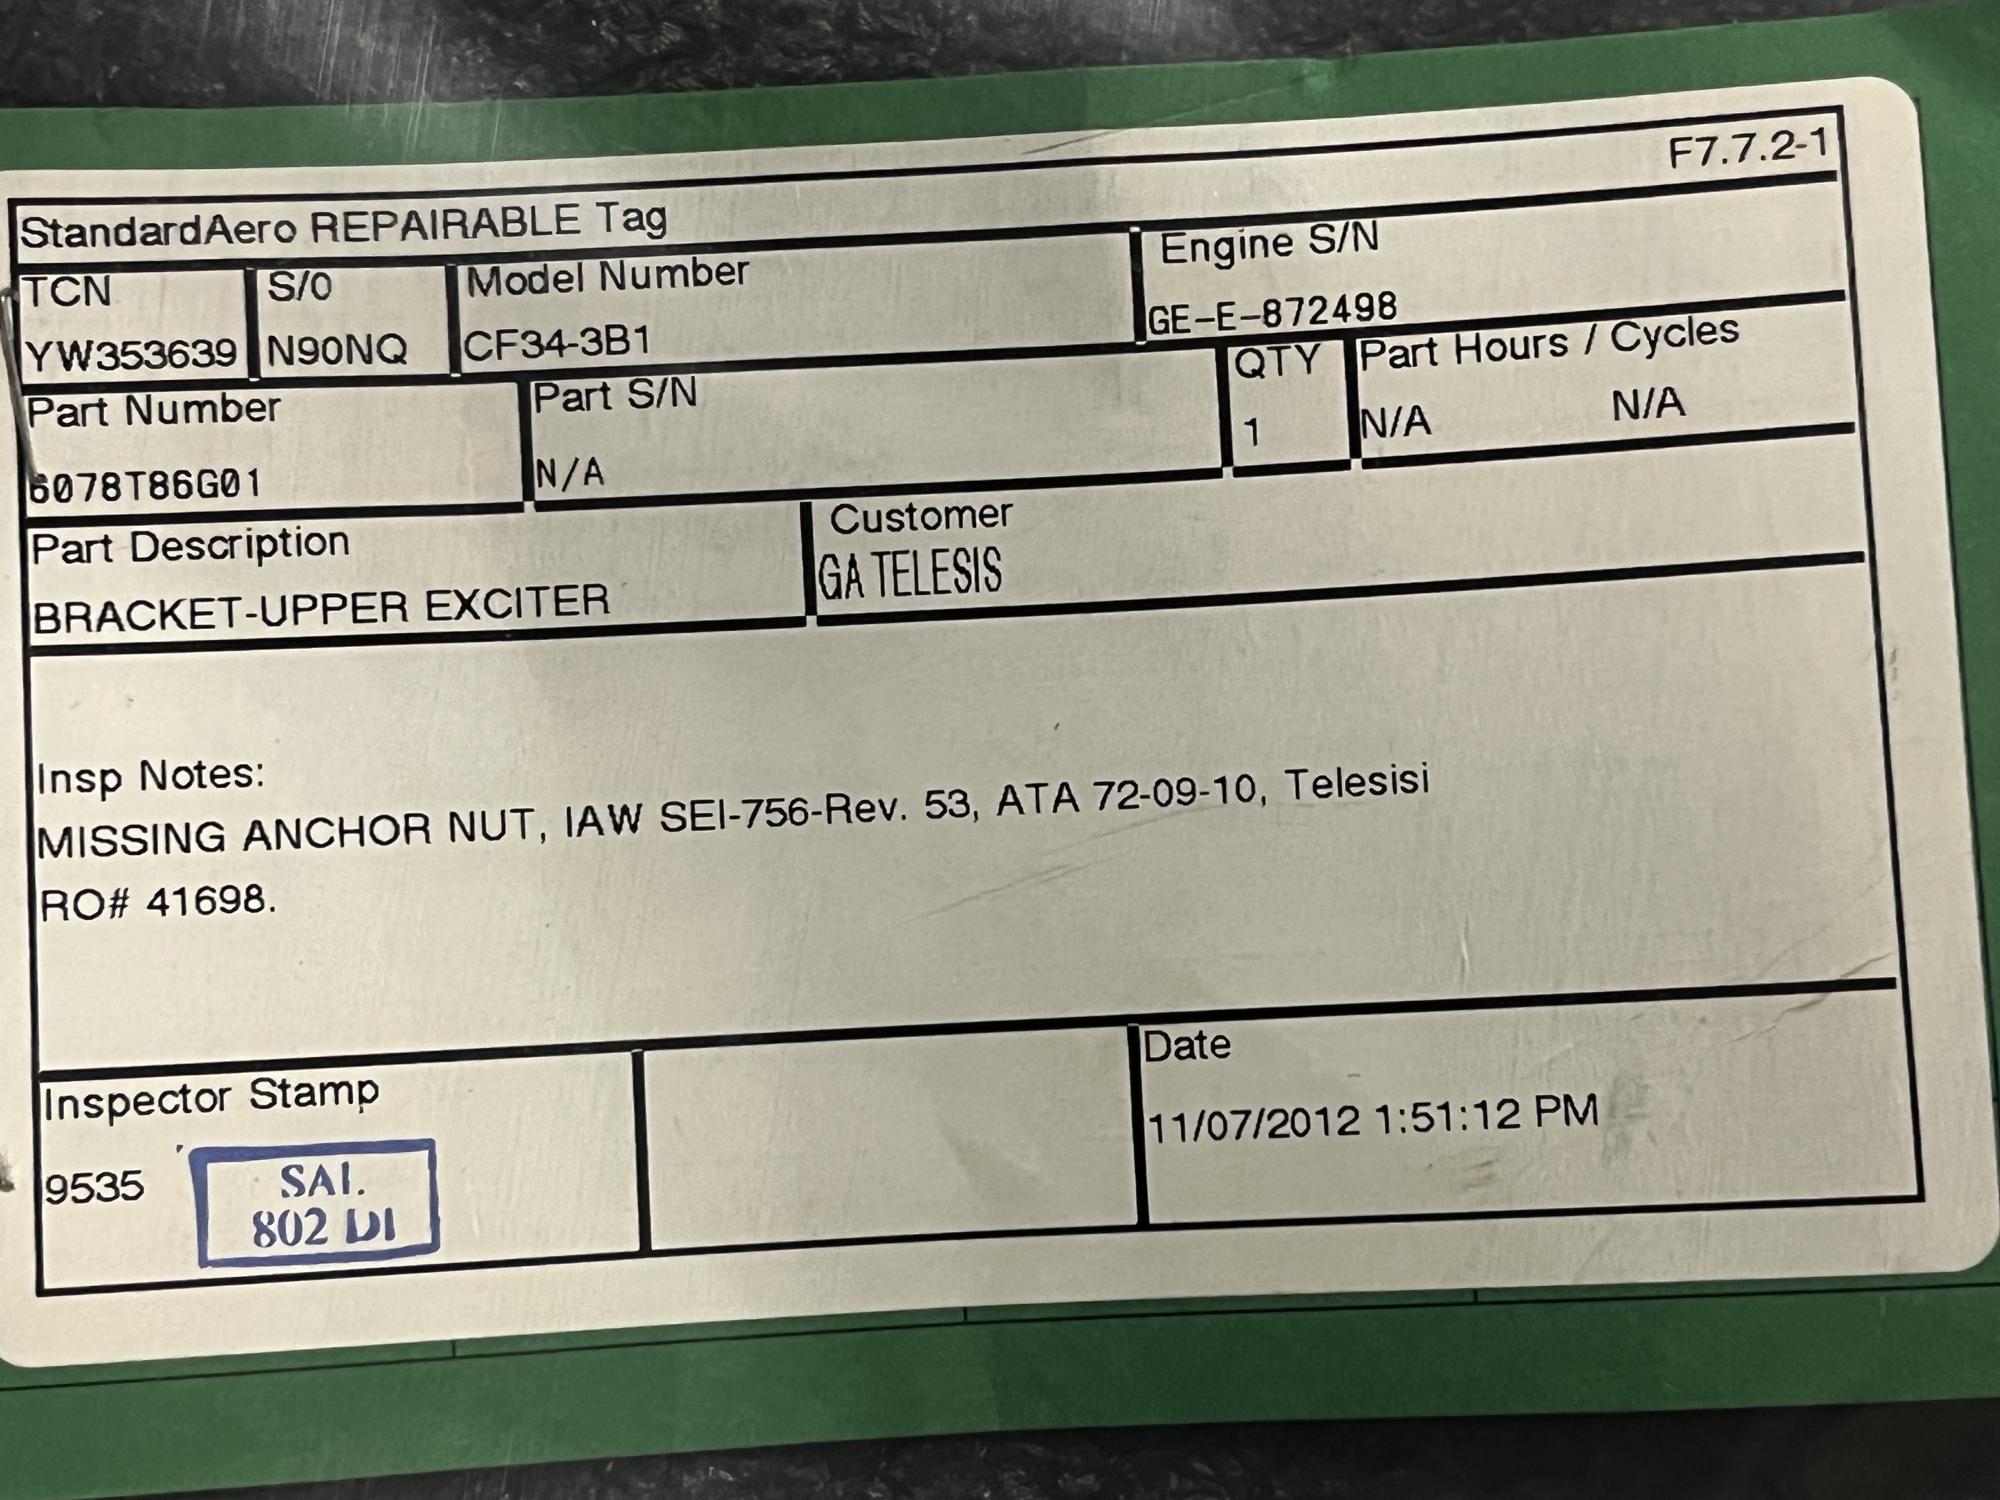 F7.7.2-1
StandardAero REPAIRABLE Tag
TCN S/O Model Number Engine S/N
YW353639 N90NQ CF34-3B1 GE-E-872498
Part Number Part S/N QTY Part Hours / Cycles
6078T86G01 N/A 1 N/A N/A
Part Description Customer
BRACKET-UPPER EXCITER GA TELESIS
Insp Notes:
MISSING ANCHOR NUT, IAW SEI-756-Rev. 53, ATA 72-09-10, Telesisi
RO# 41698.
Inspector Stamp Date
9535 11/07/2012 1:51:12 PM
SAI.
802 DI